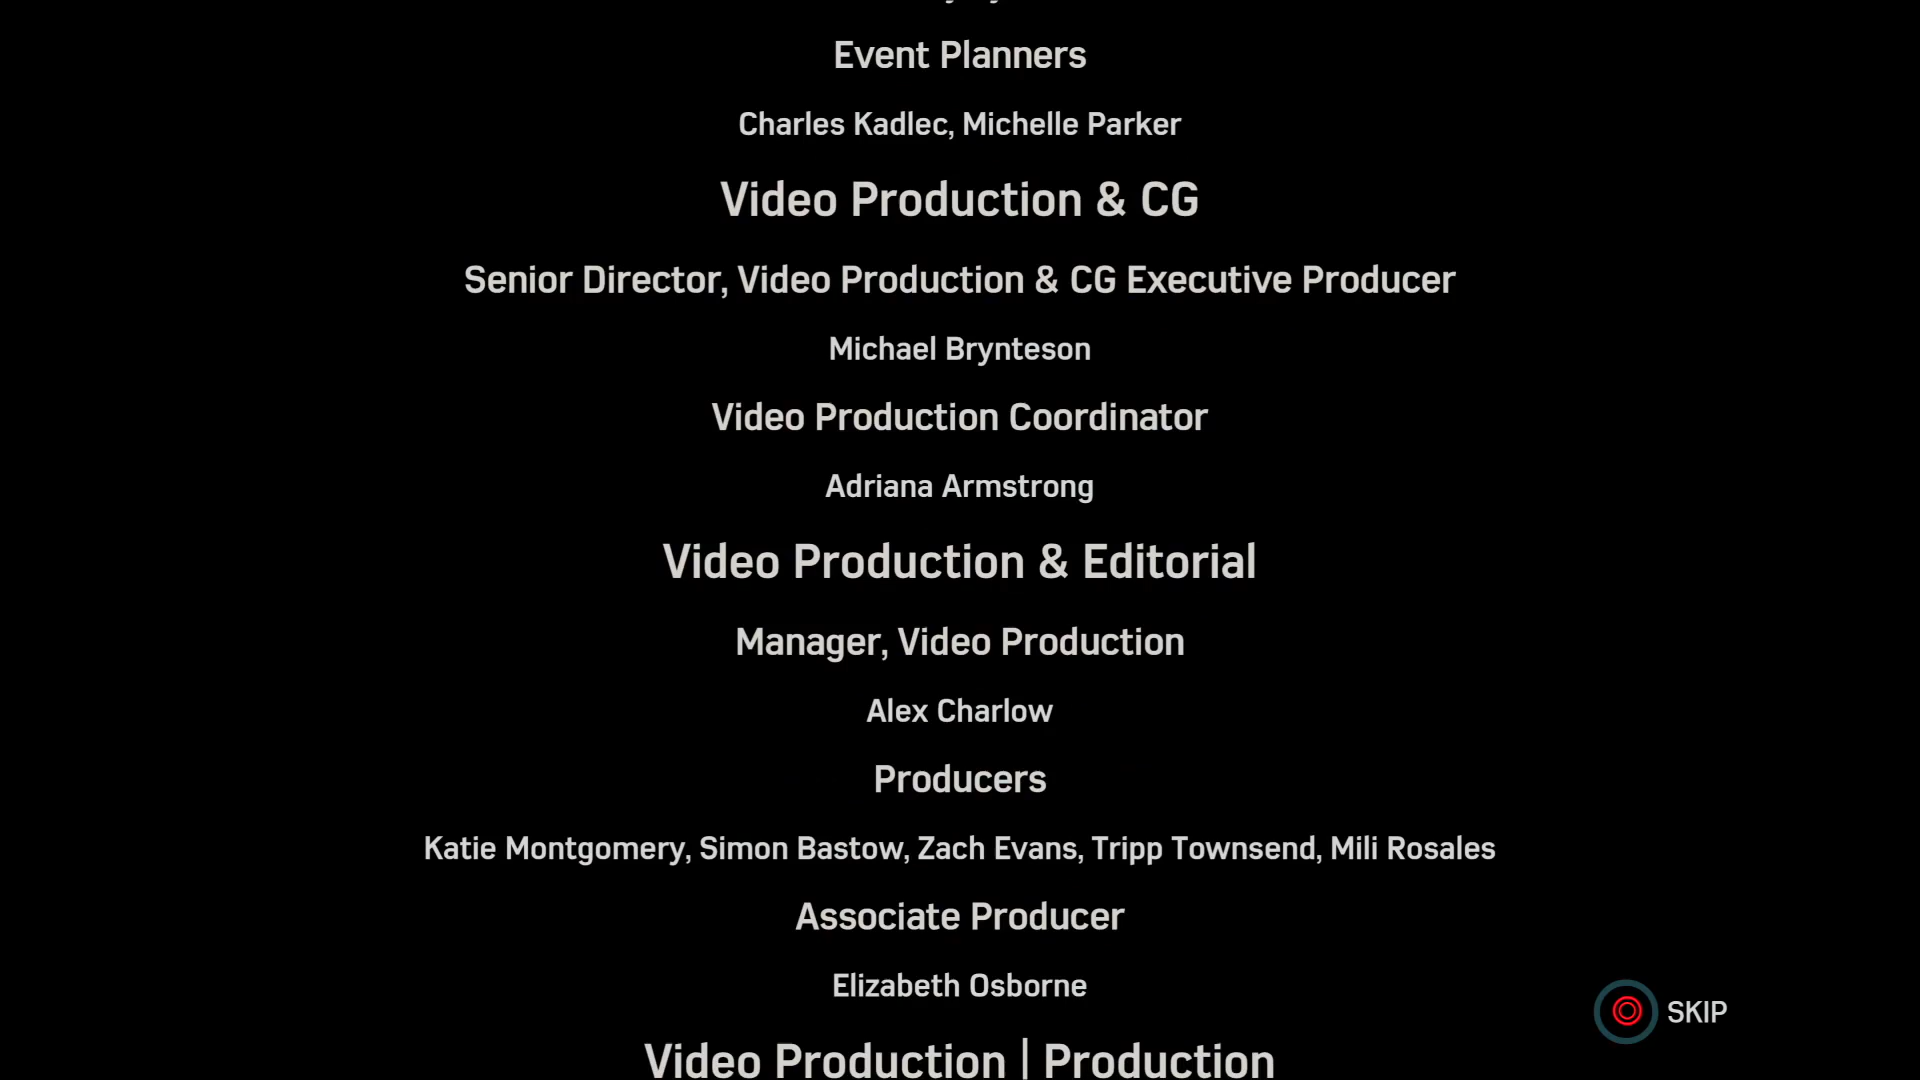 Event Planners
Charles Kadlec, Michelle Parker
Video Production & CG
Senior Director, Video Production & CG Executive Producer
Michael Brynteson
Video Production Coordinator
Adriana Armstrong
Video Production & Editorial
Manager, Video Production
Alex Charlow
Producers
Katie Montgomery, Simon Bastow, Zach Evans, Tripp Townsend, Mili Rosales
Associate Producer
Elizabeth Osborne
SKIP
Video Production | Production